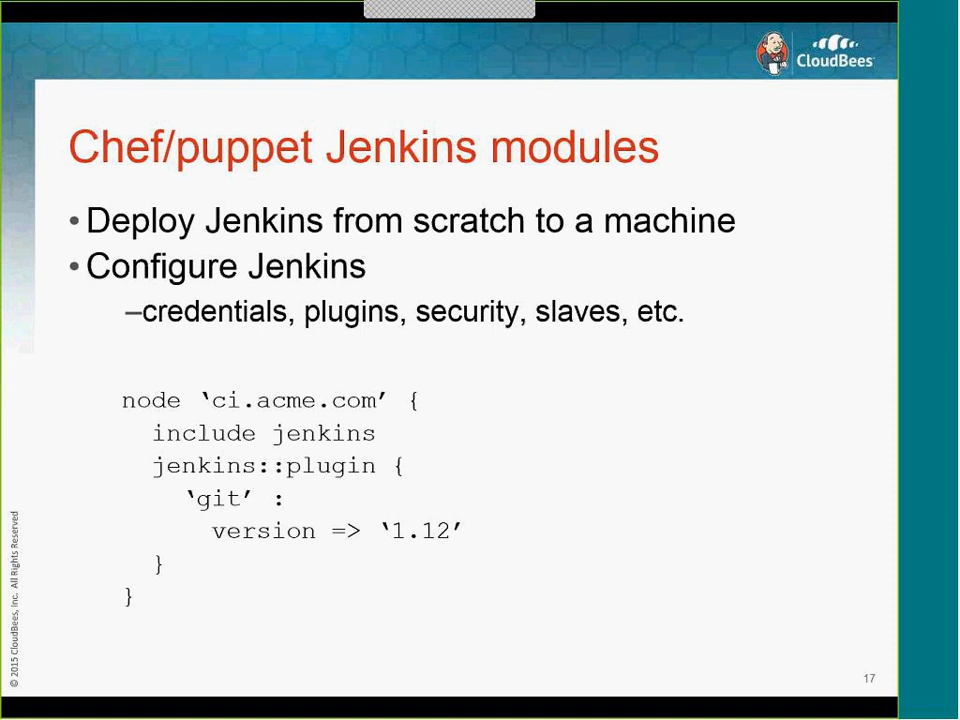 CloudBees
Chef/puppet Jenkins modules
• Deploy Jenkins from scratch to a machine
• Configure Jenkins
–credentials, plugins, security, slaves, etc.
node ‘ci.acme.com’ {
include jenkins
jenkins::plugin {
‘git’ :
version => ‘1.12’
}
}
© 2015 CloudBees, Inc. All Rights Reserved
17